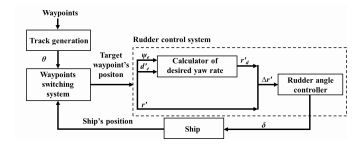 Waypoints
Rudder control system
Track generation
Target
waypoint's
positon
ψd
d'e
Calculator of
desired yaw rate
r'd
θ
Waypoints
switching
system
Δr'
Rudder angle
controller
r'
Ship's position
Ship
δ